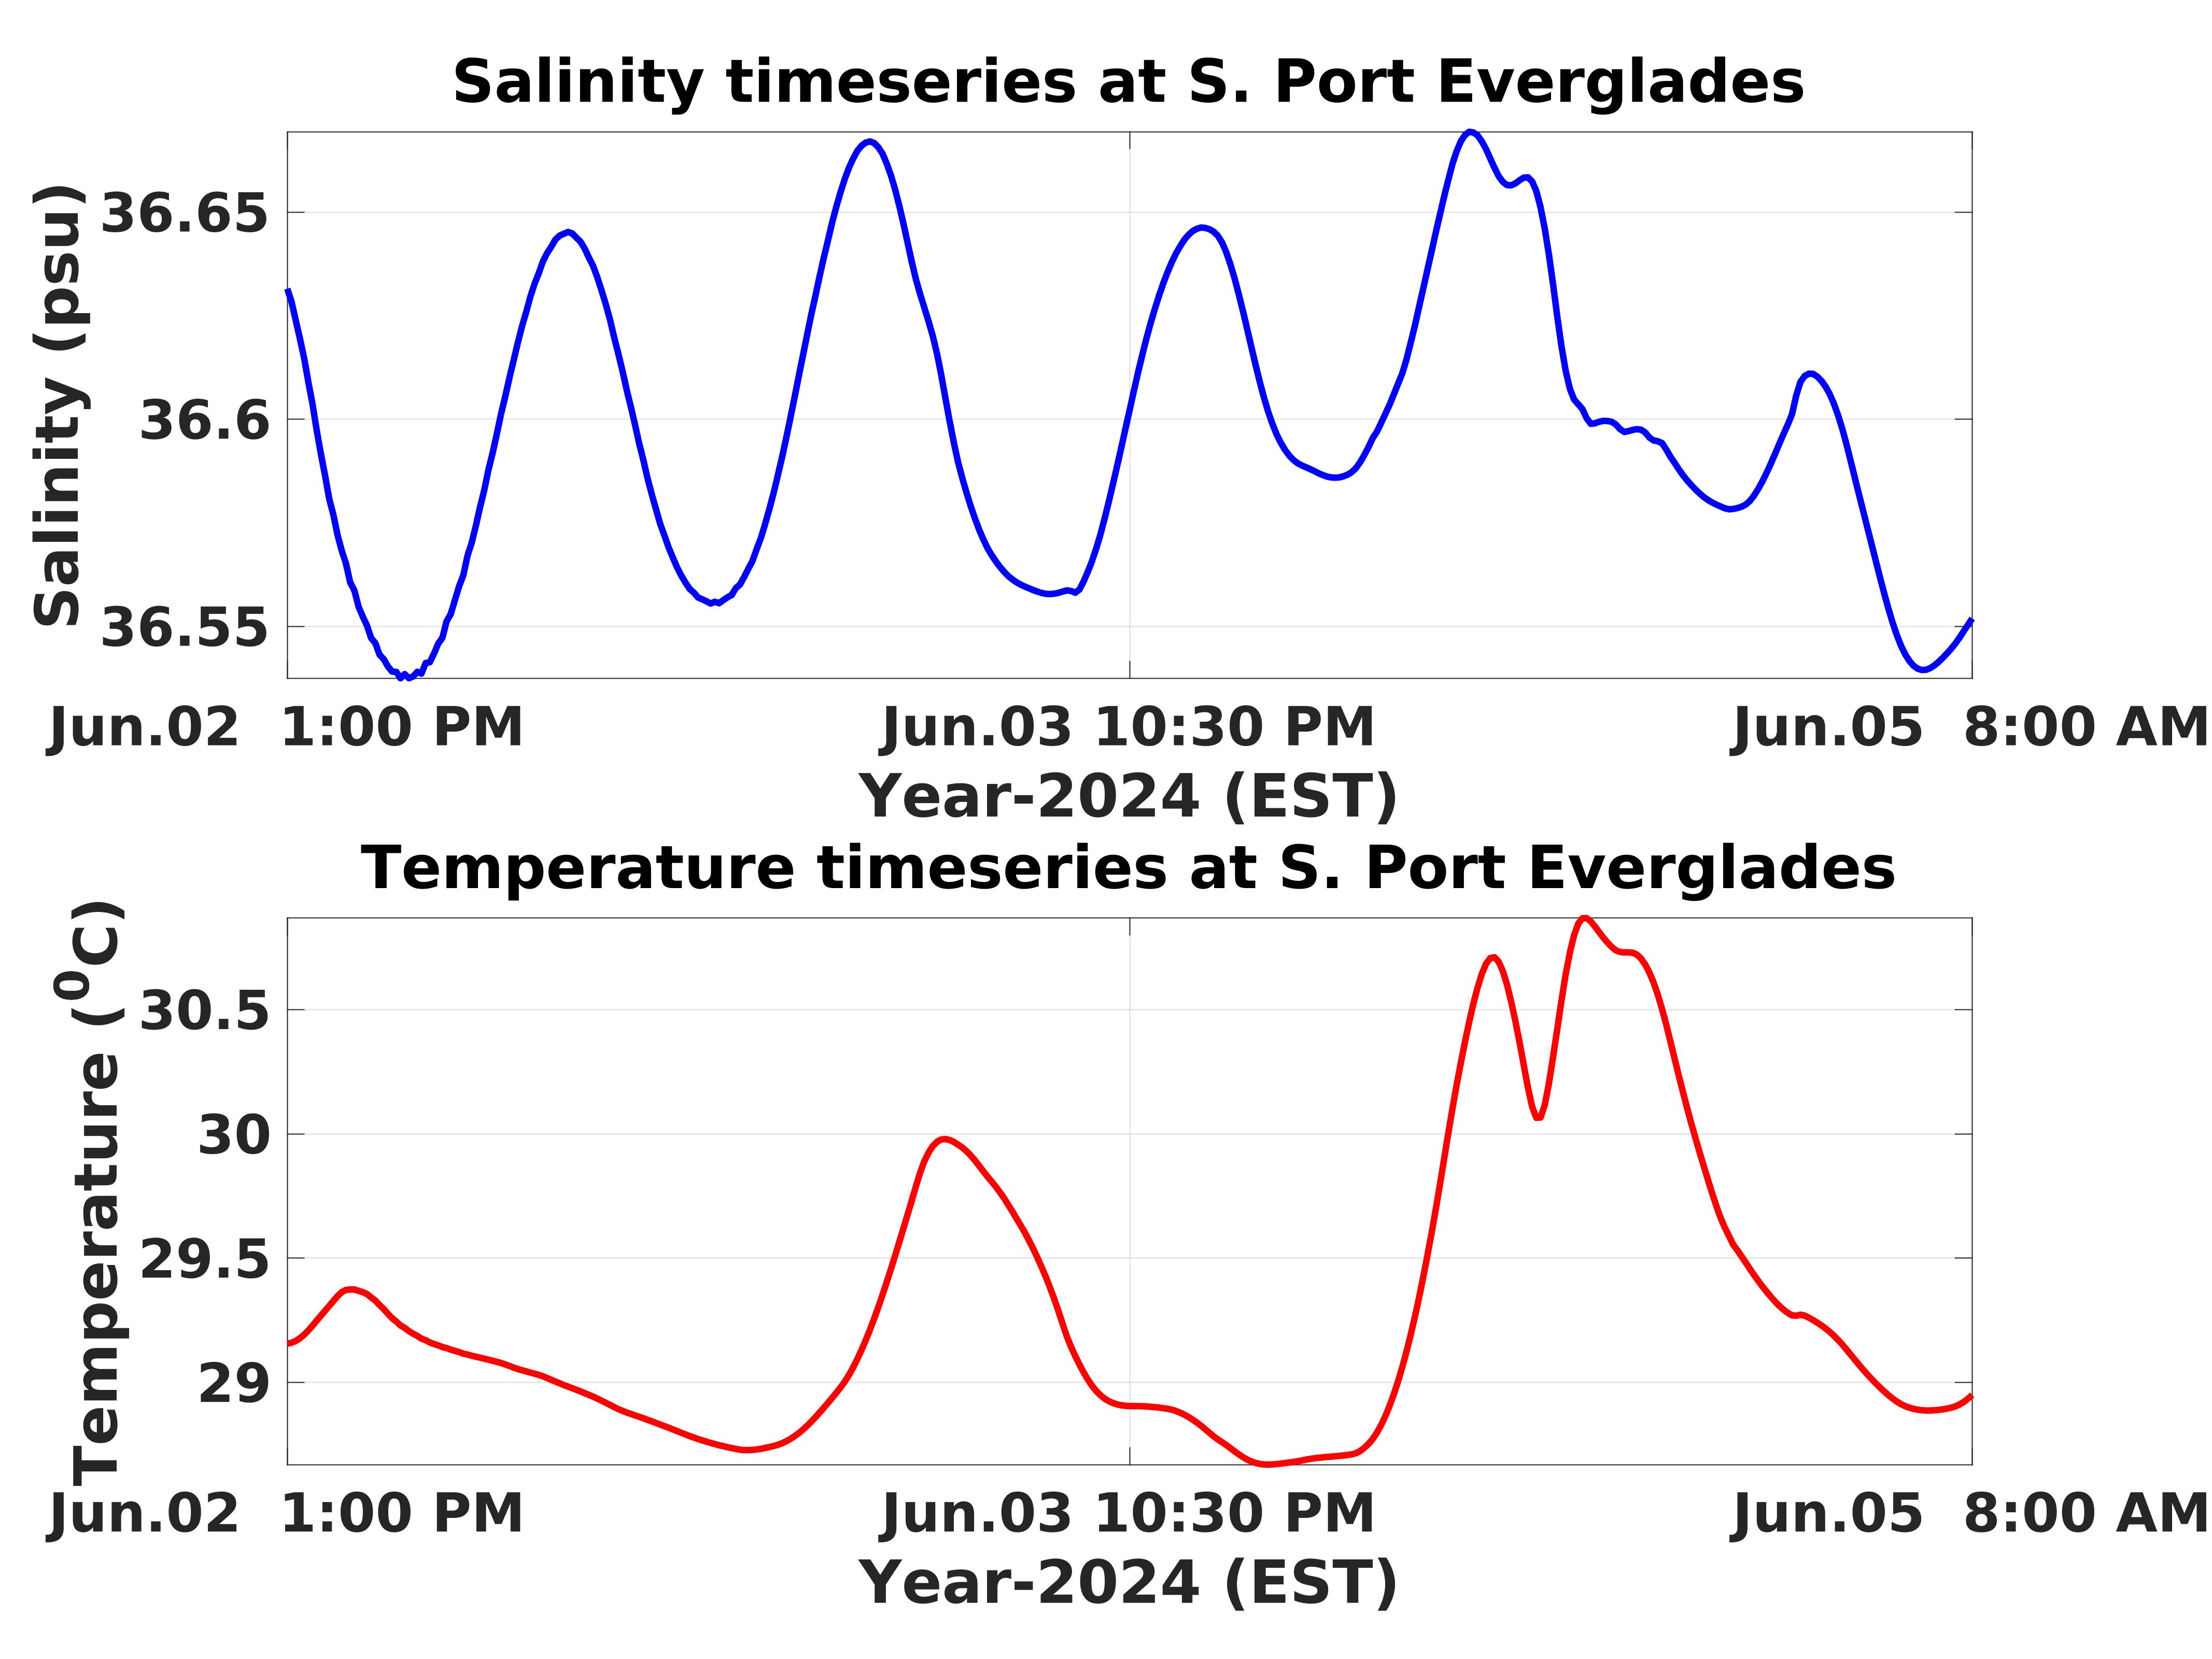 Salinity timeseries at S. Port Everglades
Salinity (psu)
36.65
36.6
36.55
Jun.02  1:00 PM
Jun.03 10:30 PM
Jun.05  8:00 AM
Year-2024 (EST)
Temperature timeseries at S. Port Everglades
Temperature (⁰C)
30.5
30
29.5
29
Jun.02  1:00 PM
Jun.03 10:30 PM
Jun.05  8:00 AM
Year-2024 (EST)